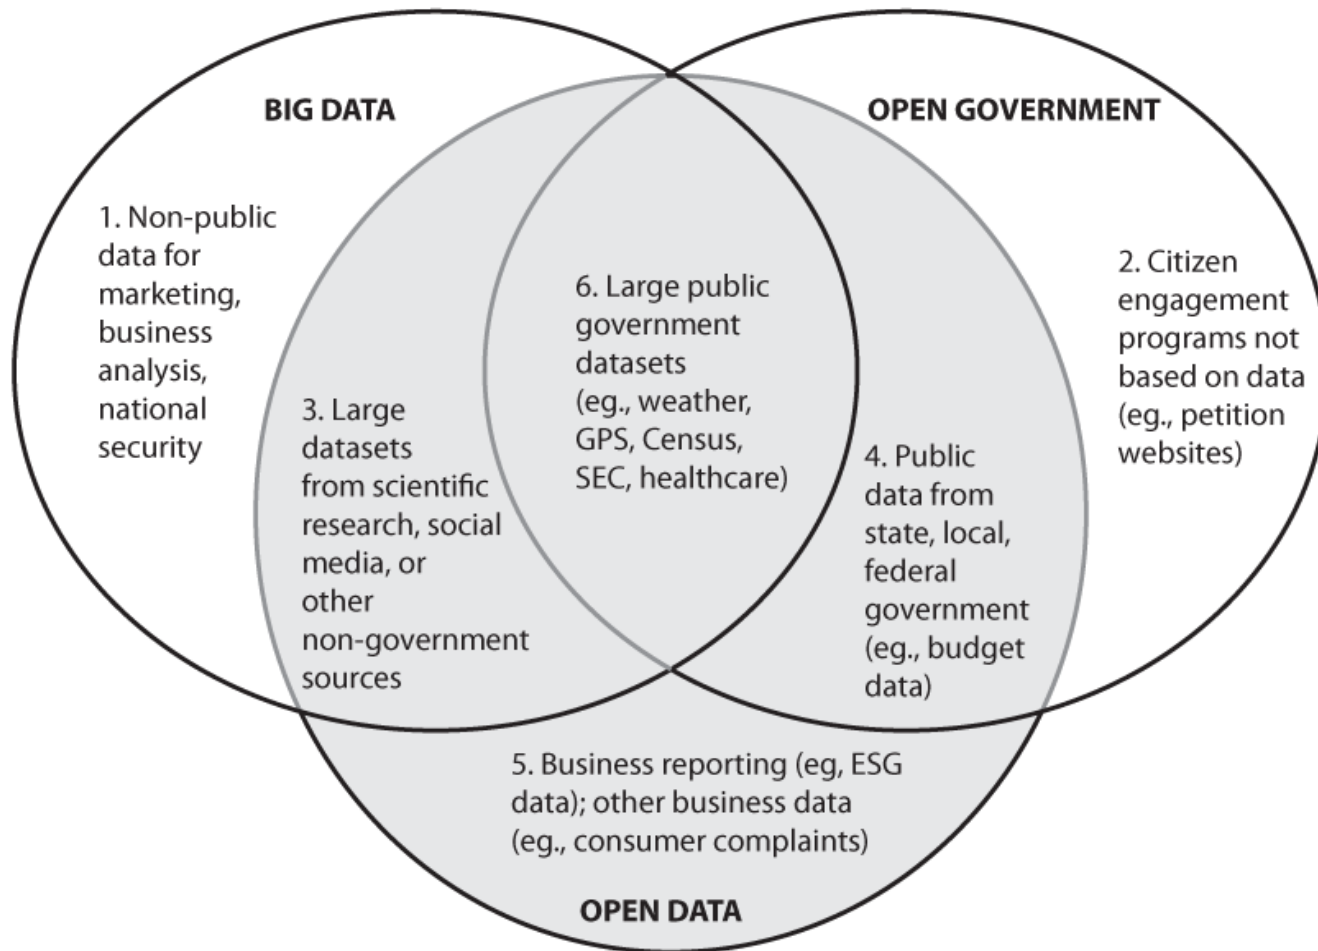 BIG DATA
OPEN GOVERNMENT
1. Non-public
data for
marketing,
business
analysis,
national
security
2. Citizen
engagement
programs not
based on data
(eg., petition
websites)
6. Large public
government
datasets
(eg., weather,
GPS, Census,
SEC, healthcare)
3. Large
datasets
from scientific
research, social
media, or
other
non-government
sources
4. Public
data from
state, local,
federal
government
(eg., budget
data)
5. Business reporting (eg, ESG
data); other business data
(eg., consumer complaints)
OPEN DATA